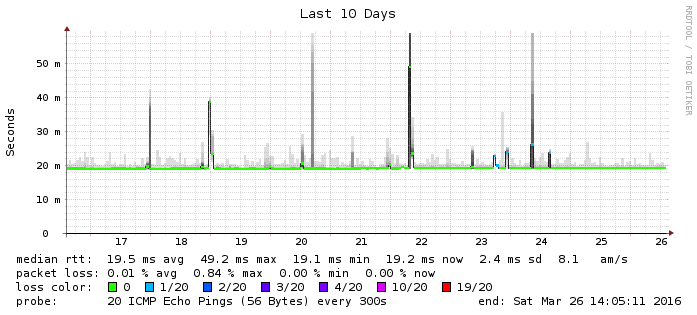 Last 10 Days
RRDTOOL / TOBI OETIKER
Seconds
50 m
40 m
30 m
20 m
10 m
0
17 18 19 20 21 22 23 24 25 26
median rtt: 19.5 ms avg 49.2 ms max 19.1 ms min 19.2 ms now 2.4 ms sd 8.1 am/s
packet loss: 0.01 % avg 0.84 % max 0.00 % min 0.00 % now
loss color: 0 1/20 2/20 3/20 4/20 10/20 19/20
probe: 20 ICMP Echo Pings (56 Bytes) every 300s end: Sat Mar 26 14:05:11 2016